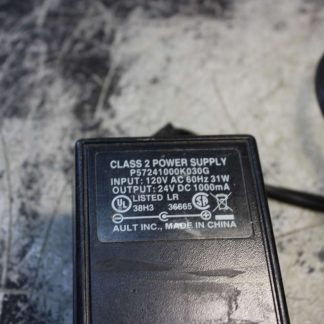 CLASS 2 POWER SUPPLY
P57241000K030G
INPUT: 120V AC 60Hz 31W
OUTPUT: 24V DC 1000mA
UL LISTED LR
38H3 36665
AULT INC., MADE IN CHINA